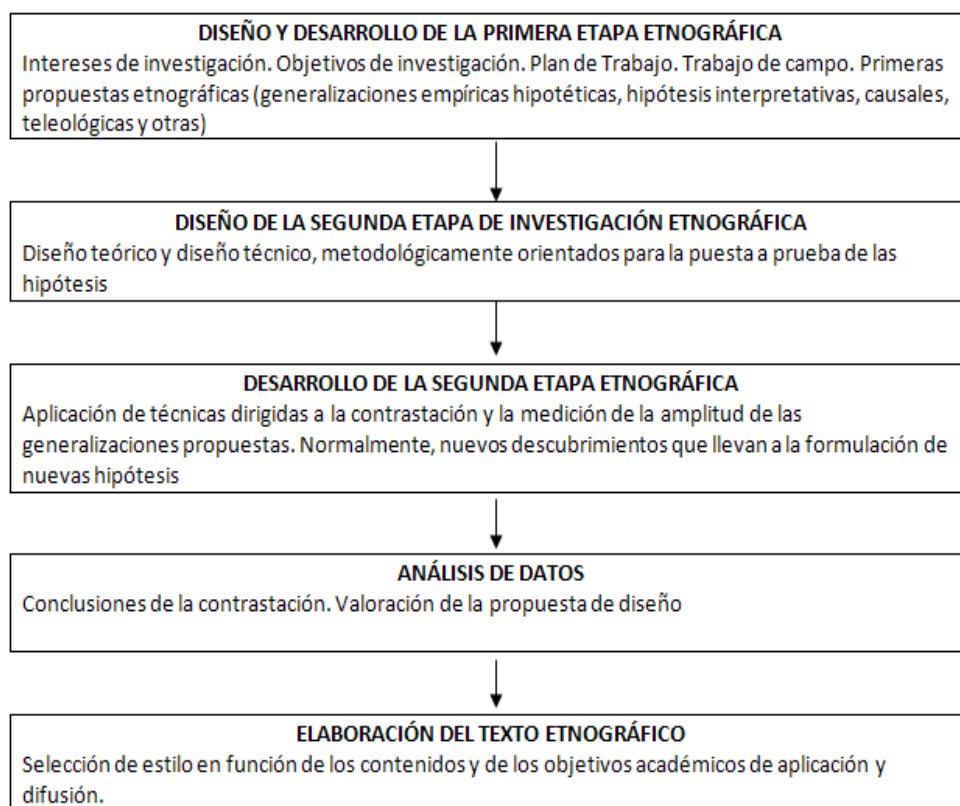 DISEÑO Y DESARROLLO DE LA PRIMERA ETAPA ETNOGRÁFICA
Intereses de investigación. Objetivos de investigación. Plan de Trabajo. Trabajo de campo. Primeras
propuestas etnográficas (generalizaciones empíricas hipotéticas, hipótesis interpretativas, causales,
teleológicas y otras)
DISEÑO DE LA SEGUNDA ETAPA DE INVESTIGACIÓN ETNOGRÁFICA
Diseño teórico y diseño técnico, metodológicamente orientados para la puesta a prueba de las
hipótesis
DESARROLLO DE LA SEGUNDA ETAPA ETNOGRÁFICA
Aplicación de técnicas dirigidas a la contrastación y la medición de la amplitud de las
generalizaciones propuestas. Normalmente, nuevos descubrimientos que llevan a la formulación de
nuevas hipótesis
ANÁLISIS DE DATOS
Conclusiones de la contrastación. Valoración de la propuesta de diseño
ELABORACIÓN DEL TEXTO ETNOGRÁFICO
Selección de estilo en función de los contenidos y de los objetivos académicos de aplicación y
difusión.